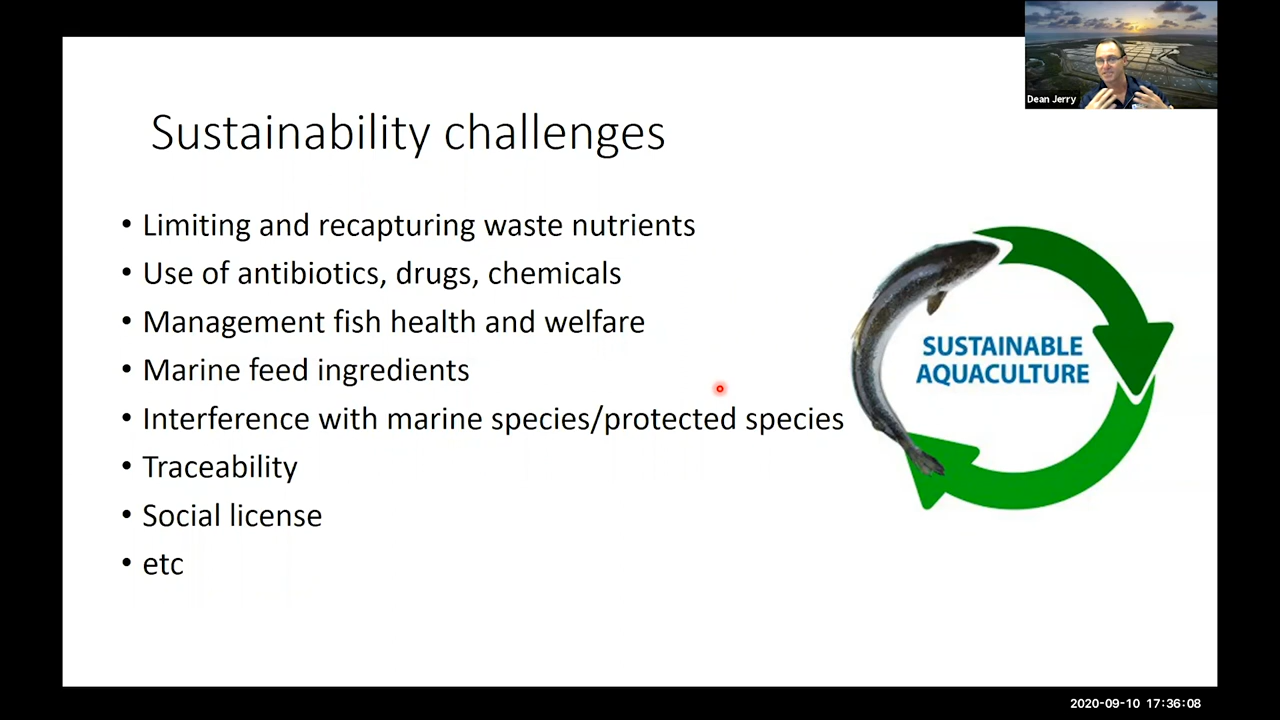 Dean Jerry
Sustainability challenges
• Limiting and recapturing waste nutrients
• Use of antibiotics, drugs, chemicals
• Management fish health and welfare
• Marine feed ingredients
• Interference with marine species/protected species
• Traceability
• Social license
• etc
SUSTAINABLE
AQUACULTURE
2020-09-10 17:36:08